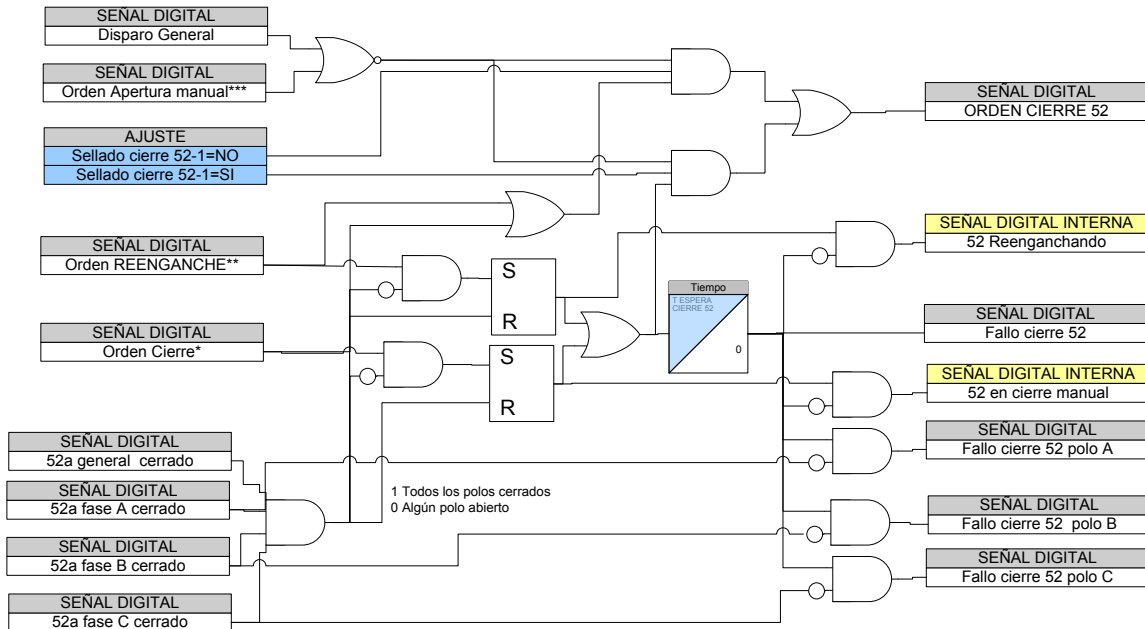 SEÑAL DIGITAL
Disparo General
SEÑAL DIGITAL
Orden Apertura manual***
AJUSTE
Sellado cierre 52-1=NO
Sellado cierre 52-1=SI
SEÑAL DIGITAL
Orden REENGANCHE**
SEÑAL DIGITAL
Orden Cierre*
SEÑAL DIGITAL
52a general cerrado
SEÑAL DIGITAL
52a fase A cerrado
SEÑAL DIGITAL
52a fase B cerrado
SEÑAL DIGITAL
52a fase C cerrado
S
R
S
R
1 Todos los polos cerrados
0 Algún polo abierto
Tiempo
T ESPERA
CIERRE 52
0
SEÑAL DIGITAL
ORDEN CIERRE 52
SEÑAL DIGITAL INTERNA
52 Reenganchando
SEÑAL DIGITAL
Fallo cierre 52
SEÑAL DIGITAL INTERNA
52 en cierre manual
SEÑAL DIGITAL
Fallo cierre 52 polo A
SEÑAL DIGITAL
Fallo cierre 52 polo B
SEÑAL DIGITAL
Fallo cierre 52 polo C